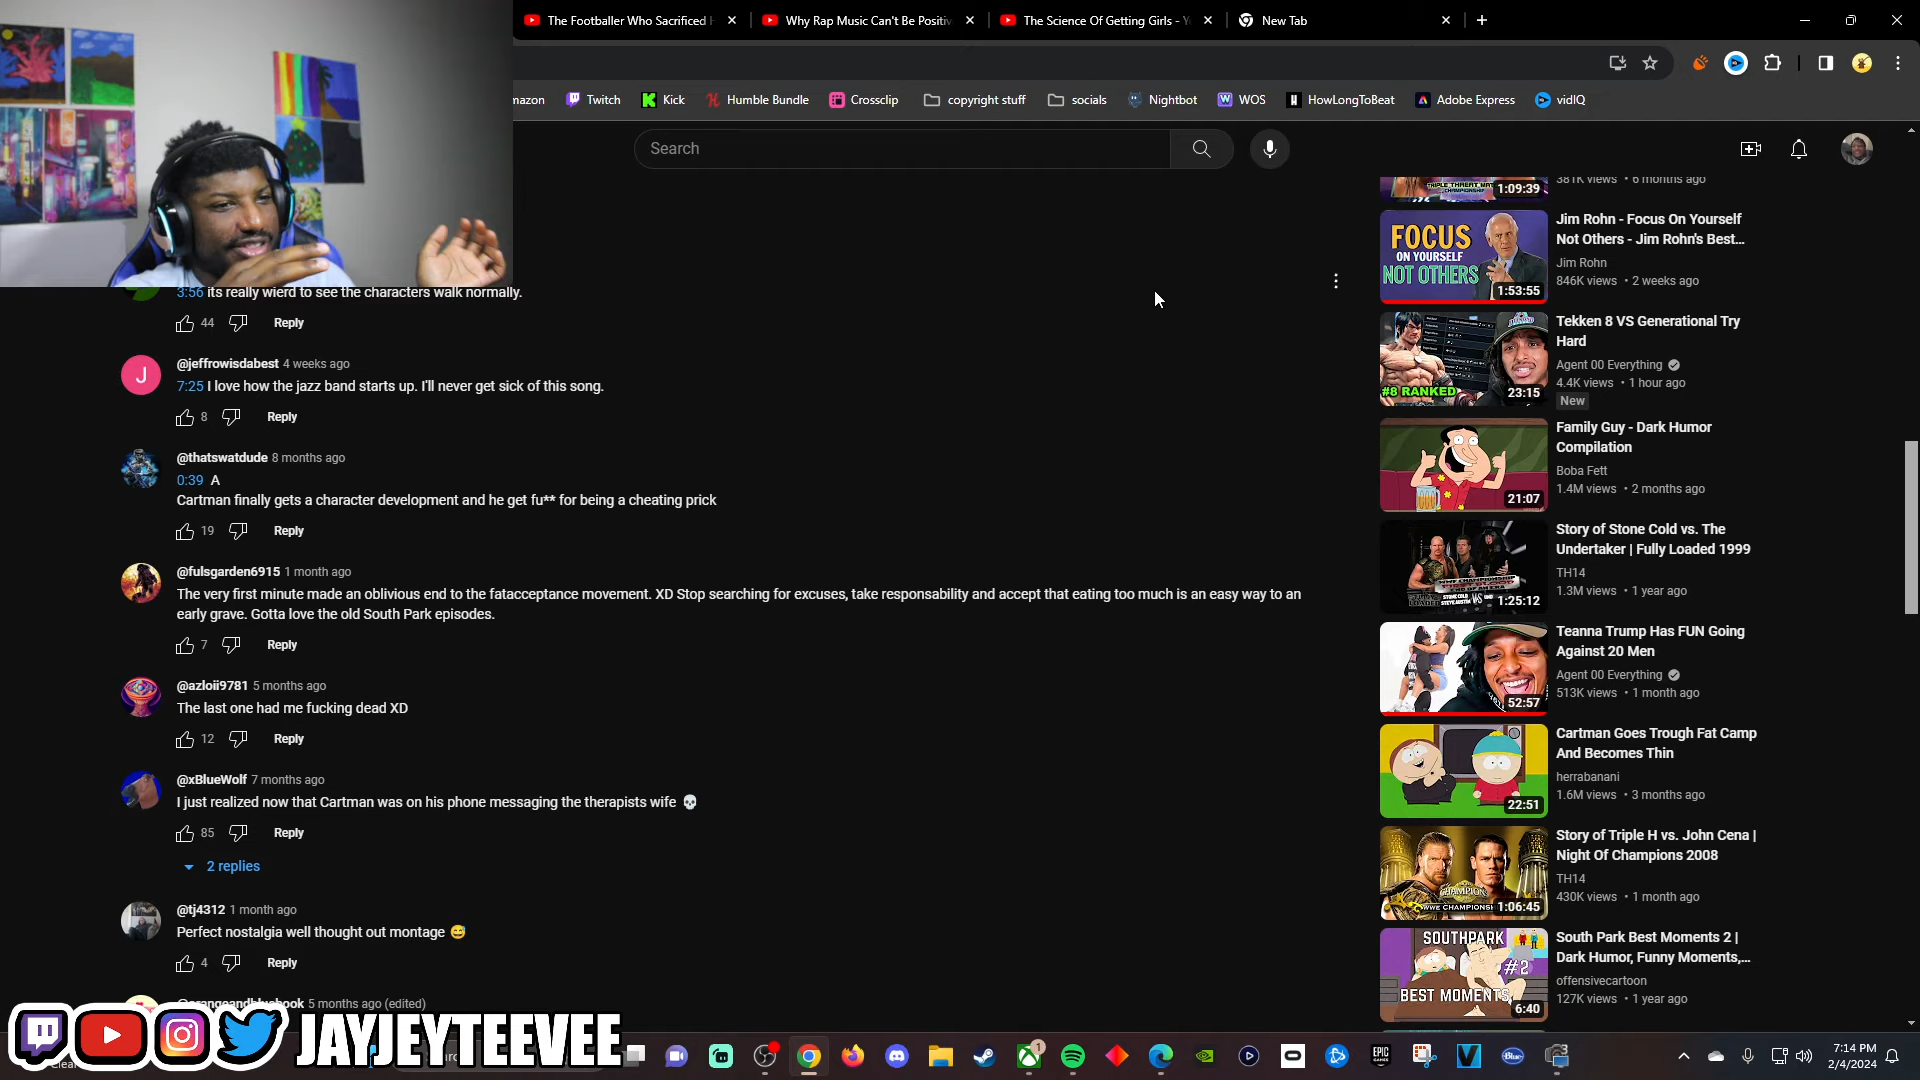 The Footballer Who Sacrificed
Why Rap Music Can't Be Positiv
The Science Of Getting Girls - Y
New Tab
mazon
Twitch
Kick
Humble Bundle
Crossclip
copyright stuff
socials
Nightbot
WOS
HowLongToBeat
Adobe Express
vidIQ
Search
3:56 its really wierd to see the characters walk normally.
44 Reply
@jeffrowisdabest 4 weeks ago
7:25 I love how the jazz band starts up. I'll never get sick of this song.
8 Reply
@thatswatdude 8 months ago
0:39 A
Cartman finally gets a character development and he get fu** for being a cheating prick
19 Reply
@fulsgarden6915 1 month ago
The very first minute made an oblivious end to the fatacceptance movement. XD Stop searching for excuses, take responsability and accept that eating too much is an easy way to an
early grave. Gotta love the old South Park episodes.
7 Reply
@azloii9781 5 months ago
The last one had me fucking dead XD
12 Reply
@xBlueWolf 7 months ago
I just realized now that Cartman was on his phone messaging the therapists wife 💀
85 Reply
2 replies
@tj4312 1 month ago
Perfect nostalgia well thought out montage 😅
4 Reply
@orangeandbluebook 5 months ago (edited)
1:09:39
381K views • 6 months ago
FOCUS
ON YOURSELF
NOT OTHERS
1:53:55
Jim Rohn - Focus On Yourself
Not Others - Jim Rohn's Best...
Jim Rohn
846K views • 2 weeks ago
#8 RANKED
23:15
Tekken 8 VS Generational Try
Hard
Agent 00 Everything
4.4K views • 1 hour ago
New
21:07
Family Guy - Dark Humor
Compilation
Boba Fett
1.4M views • 2 months ago
1:25:12
Story of Stone Cold vs. The
Undertaker | Fully Loaded 1999
TH14
1.3M views • 1 year ago
52:57
Teanna Trump Has FUN Going
Against 20 Men
Agent 00 Everything
513K views • 1 month ago
22:51
Cartman Goes Trough Fat Camp
And Becomes Thin
herrabanani
1.6M views • 3 months ago
CHAMPIONS
WWE CHAMPIONSHI
1:06:45
Story of Triple H vs. John Cena |
Night Of Champions 2008
TH14
430K views • 1 month ago
SOUTHPARK
#2
BEST MOMENTS
6:40
South Park Best Moments 2 |
Dark Humor, Funny Moments,...
offensivecartoon
127K views • 1 year ago
JAYJEYTEEVEE
1
EPIC
GAMES
Blue
7:14 PM
2/4/2024